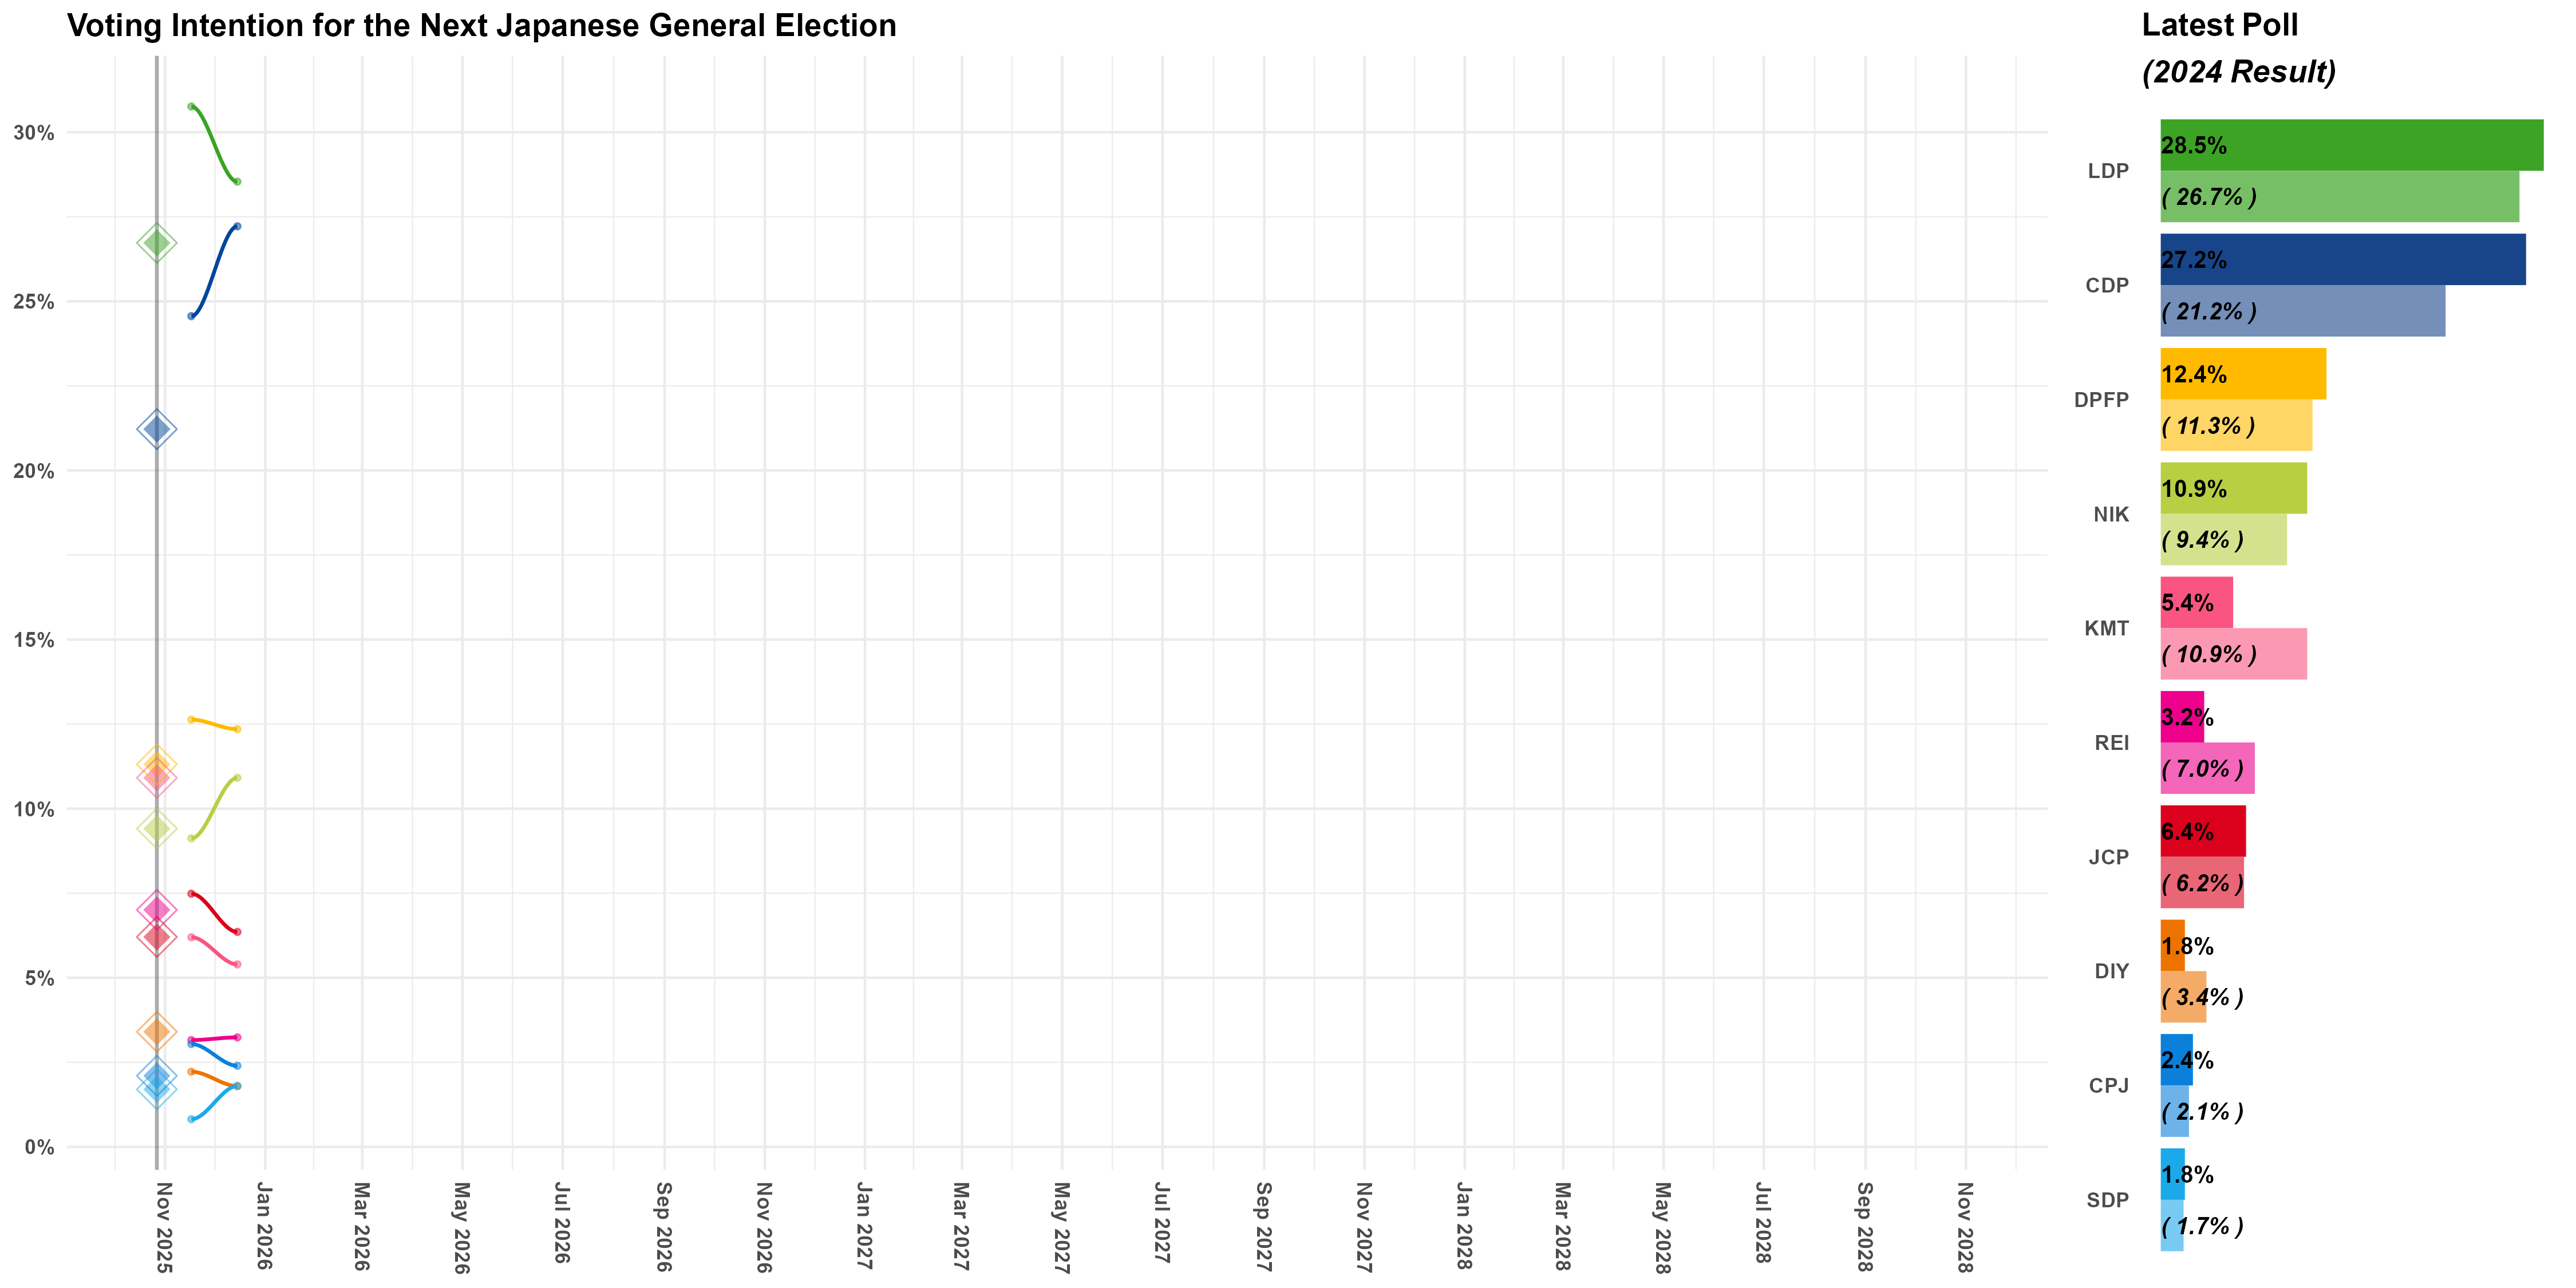 Voting Intention for the Next Japanese General Election
30%
25%
20%
15%
10%
5%
0%
Nov 2025
Jan 2026
Mar 2026
May 2026
Jul 2026
Sep 2026
Nov 2026
Jan 2027
Mar 2027
May 2027
Jul 2027
Sep 2027
Nov 2027
Jan 2028
Mar 2028
May 2028
Jul 2028
Sep 2028
Nov 2028
Latest Poll
(2024 Result)
LDP
28.5%
( 26.7% )
CDP
27.2%
( 21.2% )
DPFP
12.4%
( 11.3% )
NIK
10.9%
( 9.4% )
KMT
5.4%
( 10.9% )
REI
3.2%
( 7.0% )
JCP
6.4%
( 6.2% )
DIY
1.8%
( 3.4% )
CPJ
2.4%
( 2.1% )
SDP
1.8%
( 1.7% )